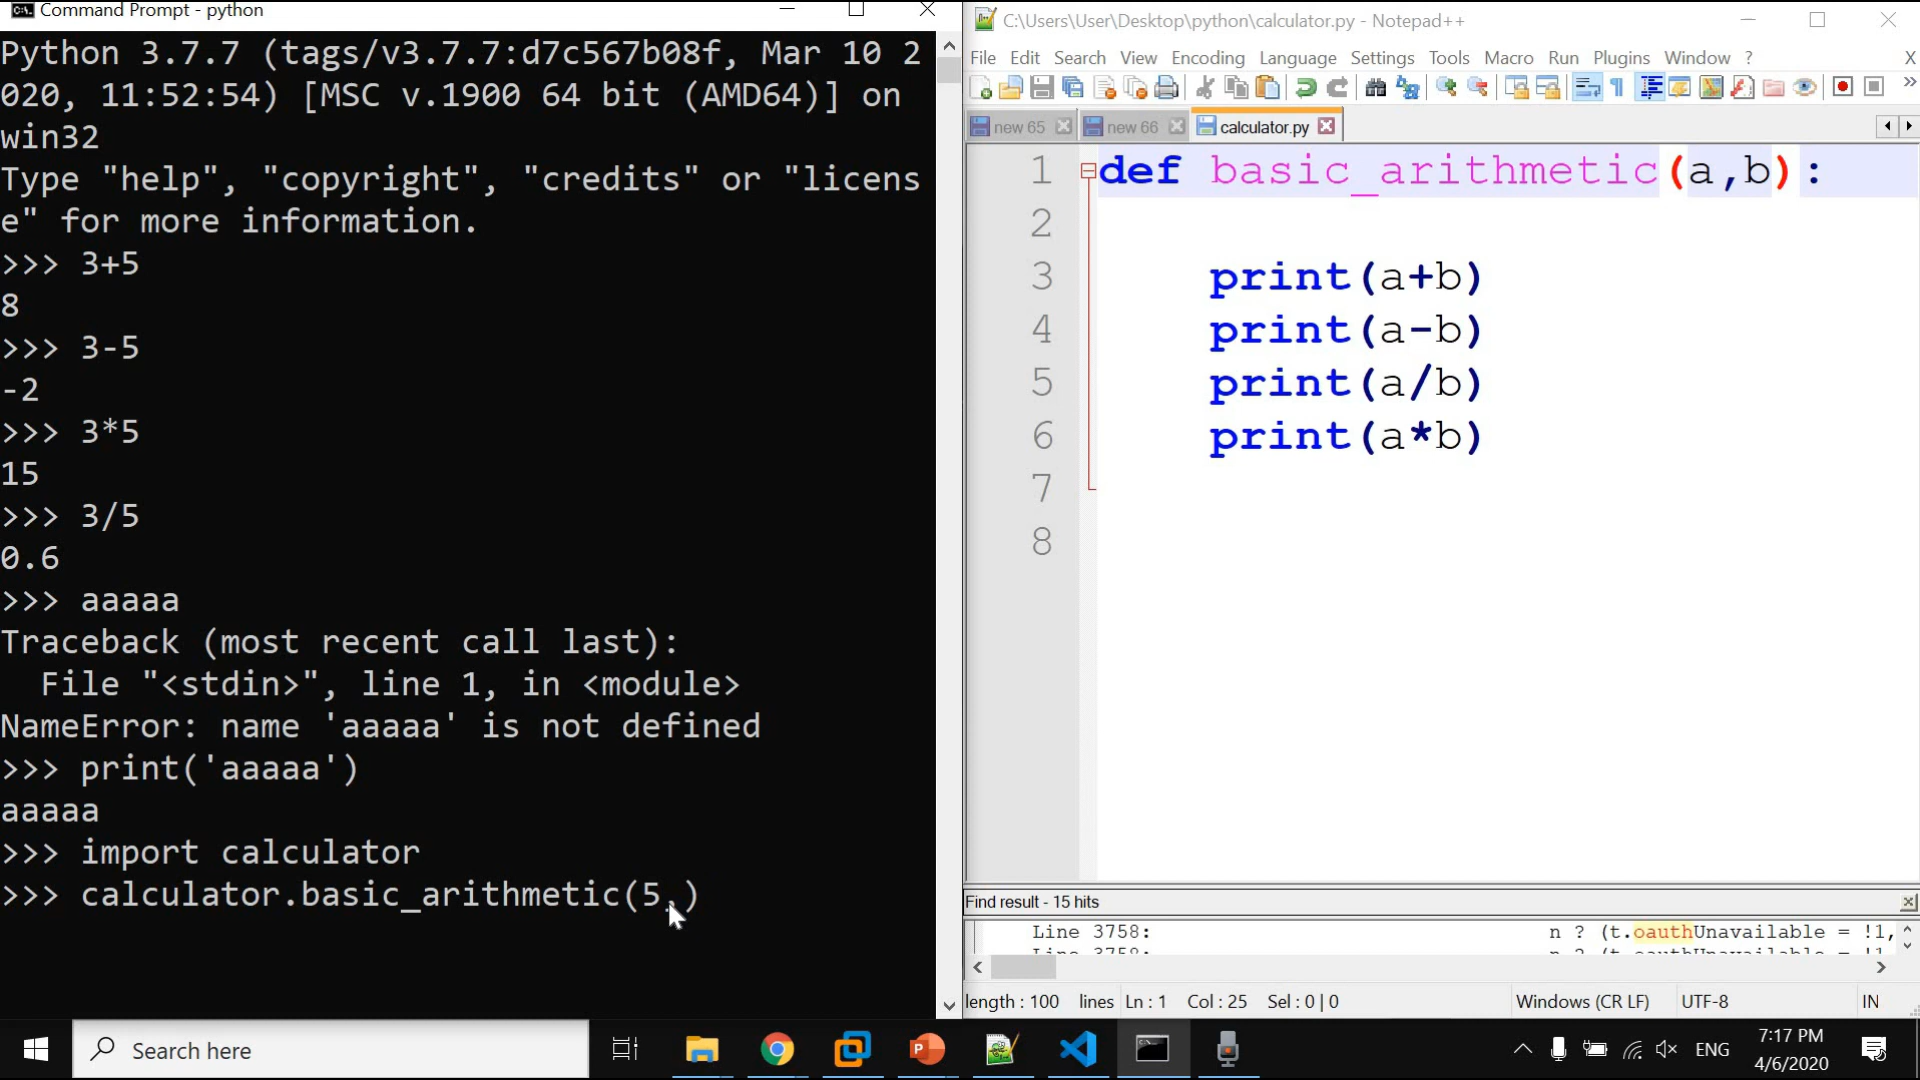 Command Prompt - python
Python 3.7.7 (tags/v3.7.7:d7c567b08f, Mar 10 2
020, 11:52:54) [MSC v.1900 64 bit (AMD64)] on
win32
Type "help", "copyright", "credits" or "licens
e" for more information.
>>> 3+5
8
>>> 3-5
-2
>>> 3*5
15
>>> 3/5
0.6
>>> aaaaa
Traceback (most recent call last):
  File "<stdin>", line 1, in <module>
NameError: name 'aaaaa' is not defined
>>> print('aaaaa')
aaaaa
>>> import calculator
>>> calculator.basic_arithmetic(5,)
C:\Users\User\Desktop\python\calculator.py - Notepad++
File Edit Search View Encoding Language Settings Tools Macro Run Plugins Window ? X
new 65 new 66 calculator.py
1 def basic_arithmetic(a,b):
2
3 print(a+b)
4 print(a-b)
5 print(a/b)
6 print(a*b)
7
8
Find result - 15 hits
Line 3758: n ? (t.oauthUnavailable = !1,
length : 100 lines Ln : 1 Col : 25 Sel : 0 | 0 Windows (CR LF) UTF-8 IN
Search here
ENG
7:17 PM
4/6/2020